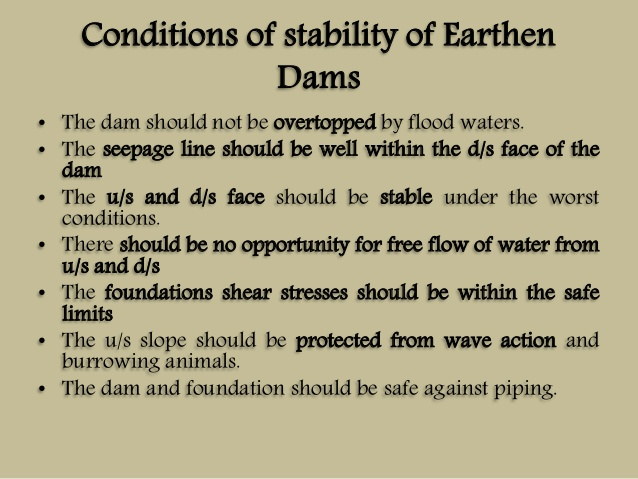 Conditions of stability of Earthen
Dams
• The dam should not be overtopped by flood waters.
• The seepage line should be well within the d/s face of the
dam
• The u/s and d/s face should be stable under the worst
conditions.
• There should be no opportunity for free flow of water from
u/s and d/s
• The foundations shear stresses should be within the safe
limits
• The u/s slope should be protected from wave action and
burrowing animals.
• The dam and foundation should be safe against piping.